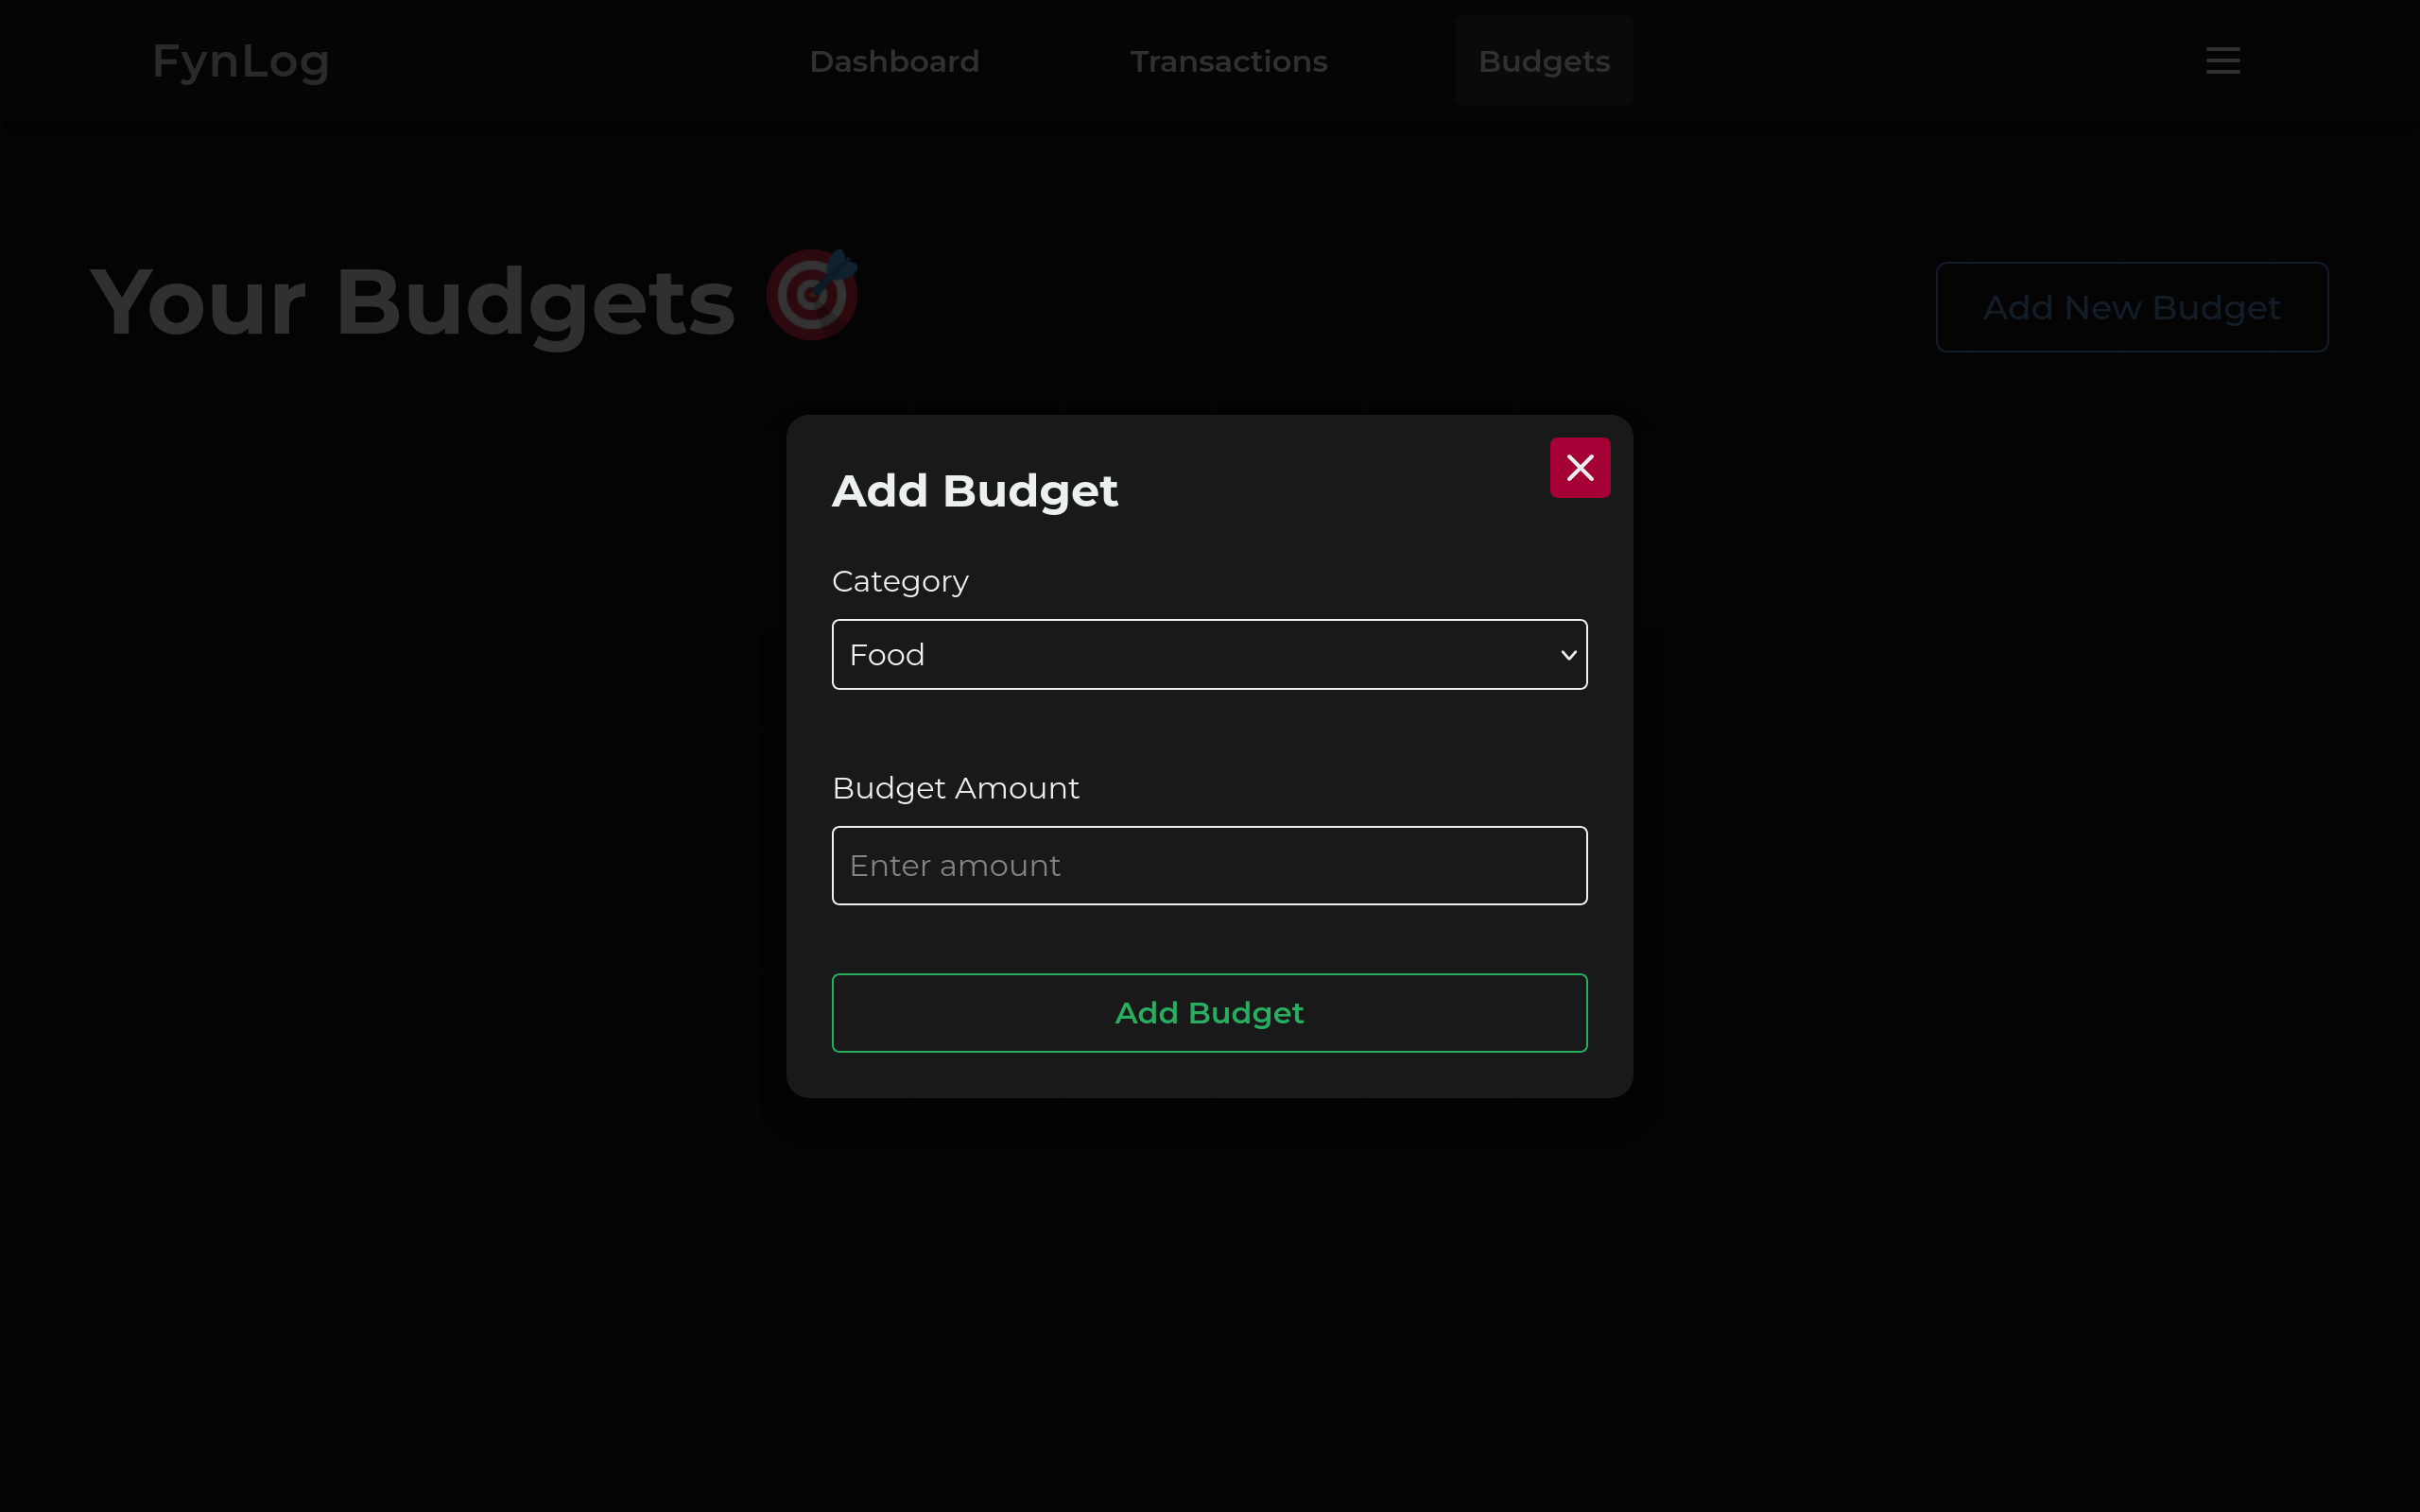 FynLog
Dashboard
Transactions
Budgets
Your Budgets
Add New Budget
Add Budget
Category
Food
Budget Amount
Enter amount
Add Budget